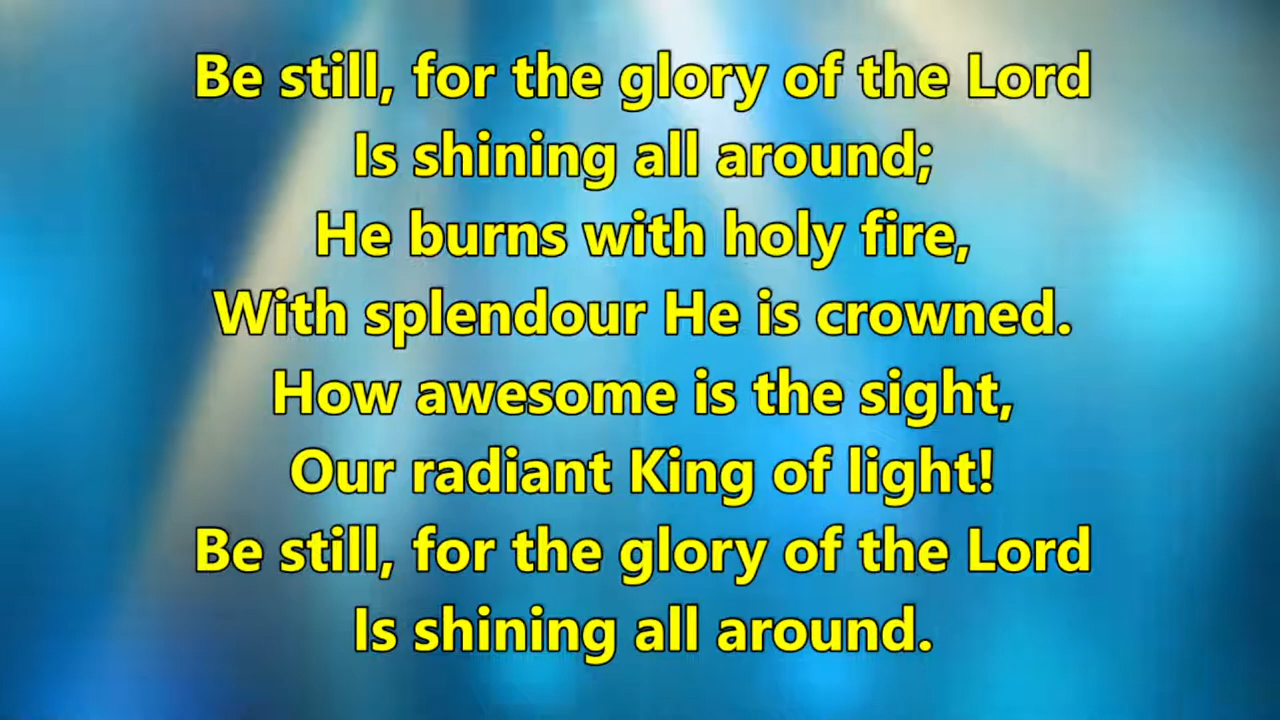 Be still, for the glory of the Lord
Is shining all around;
He burns with holy fire,
With splendour He is crowned.
How awesome is the sight,
Our radiant King of light!
Be still, for the glory of the Lord
Is shining all around.